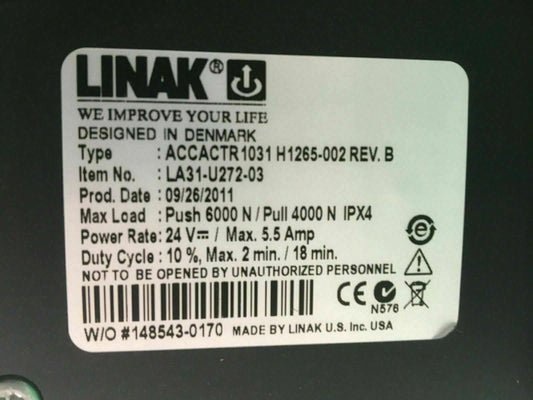 LINAK®
WE IMPROVE YOUR LIFE
DESIGNED IN DENMARK
Type : ACCACTR1031 H1265-002 REV. B
Item No. : LA31-U272-03
Prod. Date : 09/26/2011
Max Load : Push 6000 N / Pull 4000 N IPX4
Power Rate: 24 V⎓ / Max. 5.5 Amp
Duty Cycle : 10 %, Max. 2 min. / 18 min.
NOT TO BE OPENED BY UNAUTHORIZED PERSONNEL
CE
N576
W/O #148543-0170 MADE BY LINAK U.S. Inc. USA